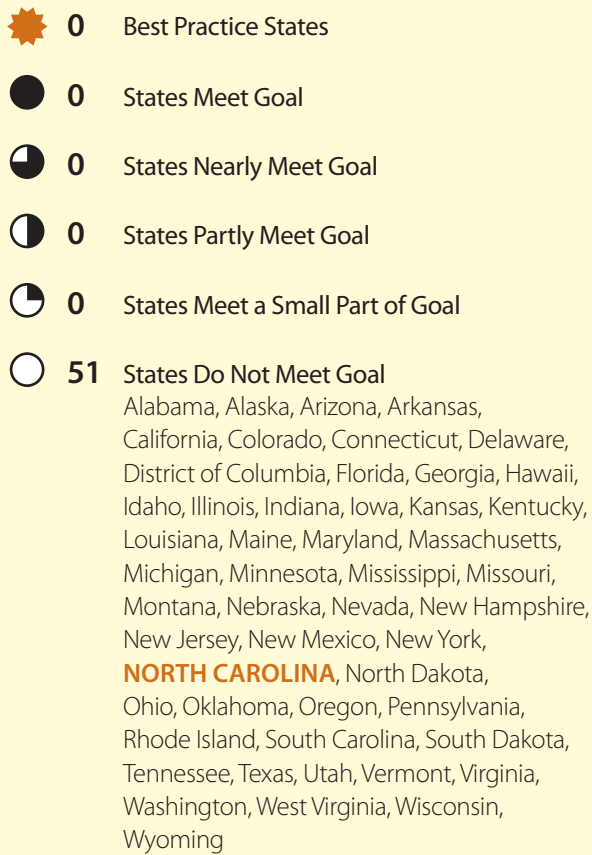 0 Best Practice States
0 States Meet Goal
0 States Nearly Meet Goal
0 States Partly Meet Goal
0 States Meet a Small Part of Goal
51 States Do Not Meet Goal
Alabama, Alaska, Arizona, Arkansas,
California, Colorado, Connecticut, Delaware,
District of Columbia, Florida, Georgia, Hawaii,
Idaho, Illinois, Indiana, Iowa, Kansas, Kentucky,
Louisiana, Maine, Maryland, Massachusetts,
Michigan, Minnesota, Mississippi, Missouri,
Montana, Nebraska, Nevada, New Hampshire,
New Jersey, New Mexico, New York,
NORTH CAROLINA, North Dakota,
Ohio, Oklahoma, Oregon, Pennsylvania,
Rhode Island, South Carolina, South Dakota,
Tennessee, Texas, Utah, Vermont, Virginia,
Washington, West Virginia, Wisconsin,
Wyoming